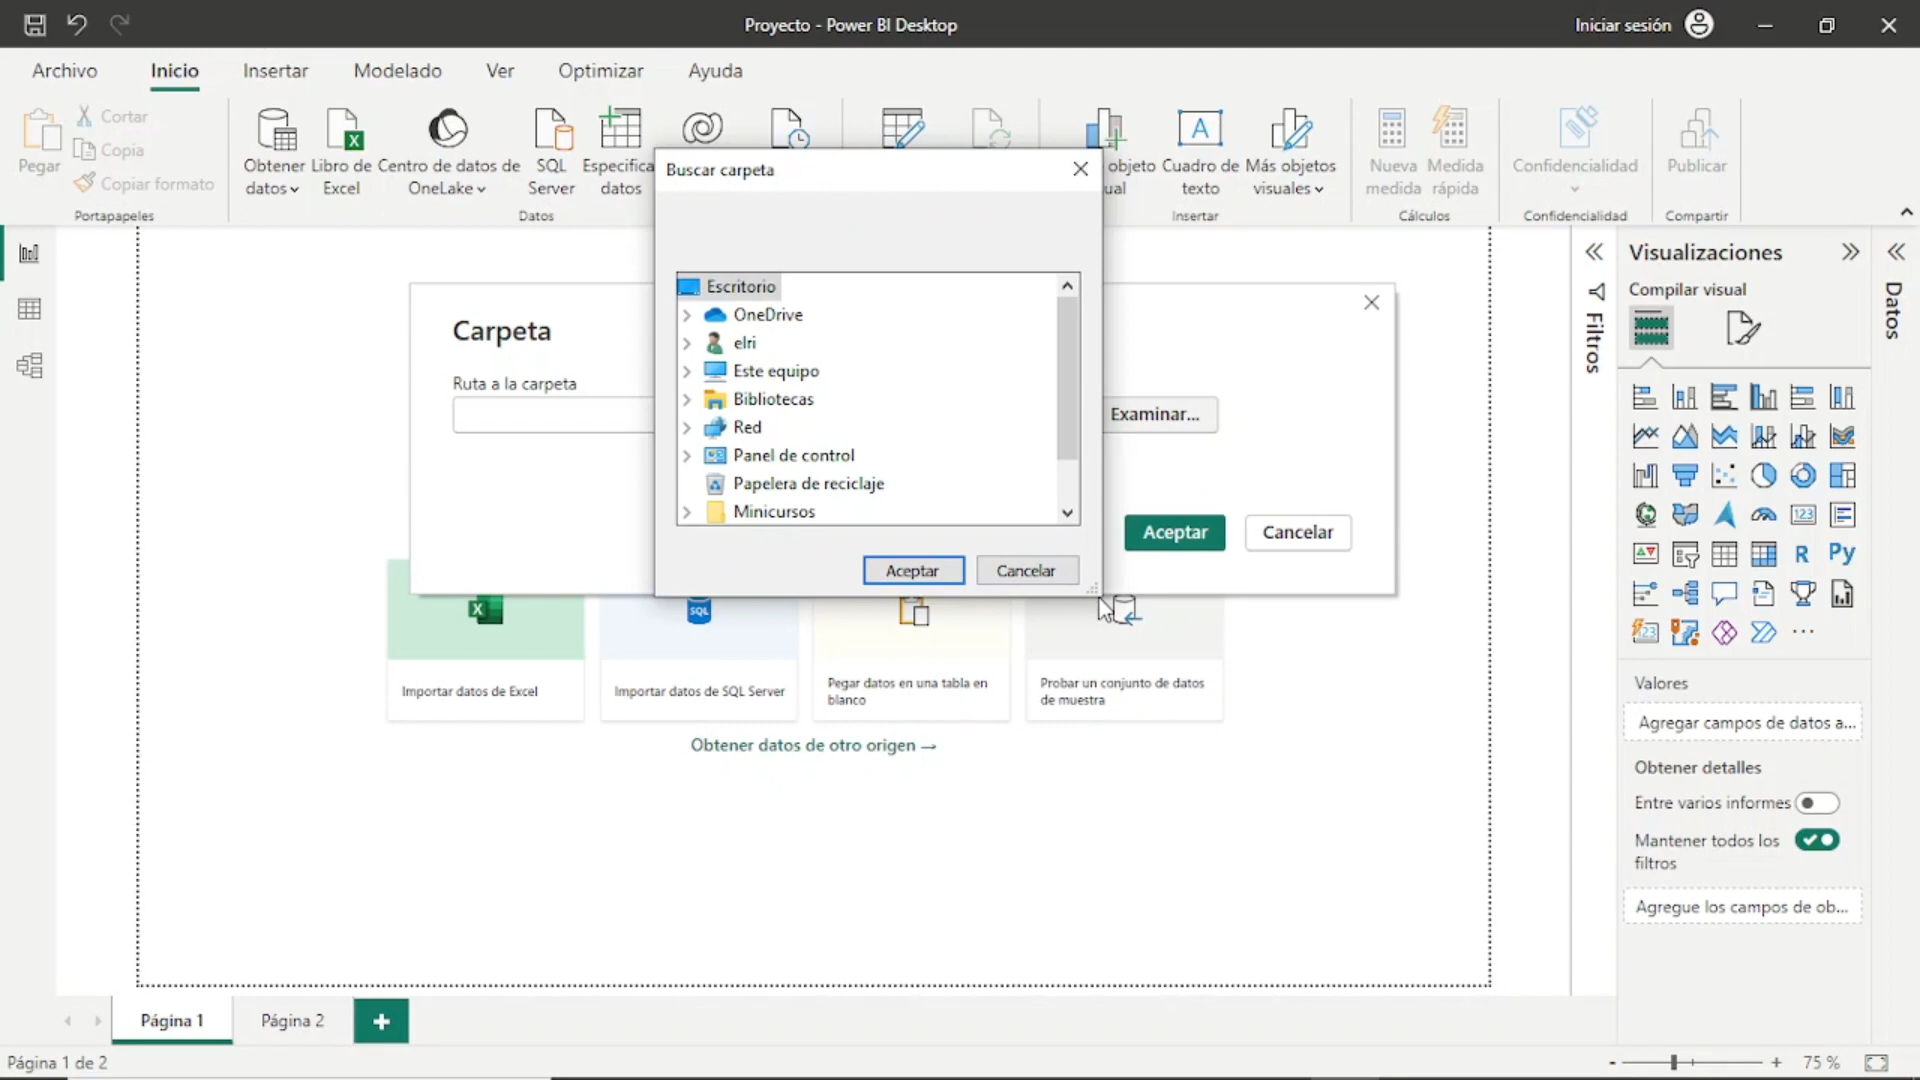 Proyecto - Power BI Desktop
Iniciar sesión
Archivo
Inicio
Insertar
Modelado
Ver
Optimizar
Ayuda
Pegar
Cortar
Copia
Copiar formato
Portapapeles
Obtener
datos
Libro de
Excel
Centro de datos de
OneLake
SQL
Server
Especifica
datos
Datos
objeto
ual
Cuadro de
texto
Más objetos
visuales
Insertar
Nueva
medida
Medida
rápida
Cálculos
Confidencialidad
Confidencialidad
Publicar
Compartir
Buscar carpeta
Escritorio
OneDrive
elri
Este equipo
Bibliotecas
Red
Panel de control
Papelera de reciclaje
Minicursos
Aceptar
Cancelar
Carpeta
Ruta a la carpeta
Examinar...
Aceptar
Cancelar
SQL
Importar datos de Excel
Importar datos de SQL Server
Pegar datos en una tabla en
blanco
Probar un conjunto de datos
de muestra
Obtener datos de otro origen →
Filtros
Visualizaciones
Compilar visual
123
R
Py
123
...
Valores
Agregar campos de datos a...
Obtener detalles
Entre varios informes
Mantener todos los
filtros
Agregue los campos de ob...
Datos
Página 1
Página 2
+
Página 1 de 2
- + 75 %